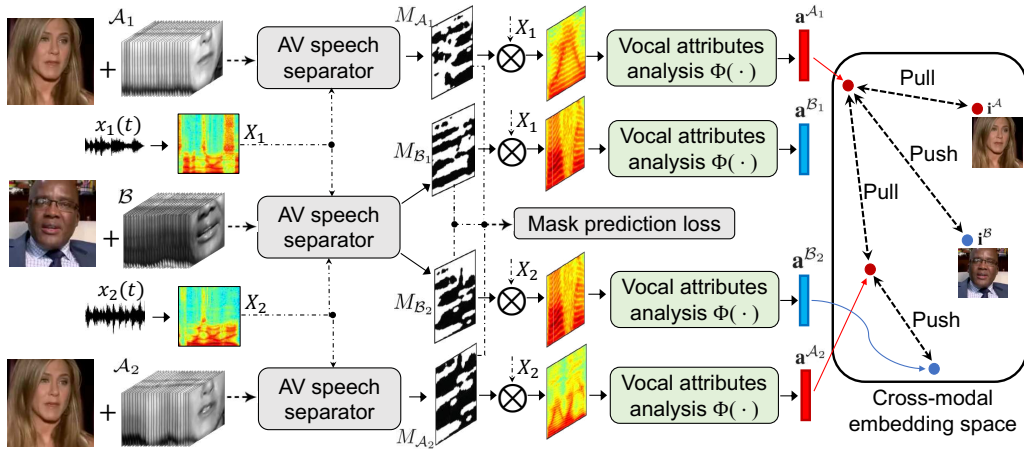 𝒜₁
+
AV speech
separator
M_𝒜₁
X₁
⊗
Vocal attributes
analysis Φ( · )
𝐚^𝒜₁
x₁(t)
X₁
M_ℬ₁
X₁
⊗
Vocal attributes
analysis Φ( · )
𝐚^ℬ₁
ℬ
+
AV speech
separator
Mask prediction loss
x₂(t)
X₂
M_ℬ₂
X₂
⊗
Vocal attributes
analysis Φ( · )
𝐚^ℬ₂
𝒜₂
+
AV speech
separator
M_𝒜₂
X₂
⊗
Vocal attributes
analysis Φ( · )
𝐚^𝒜₂
Pull
𝐢^𝒜
Push
Pull
𝐢^ℬ
Push
Cross-modal
embedding space